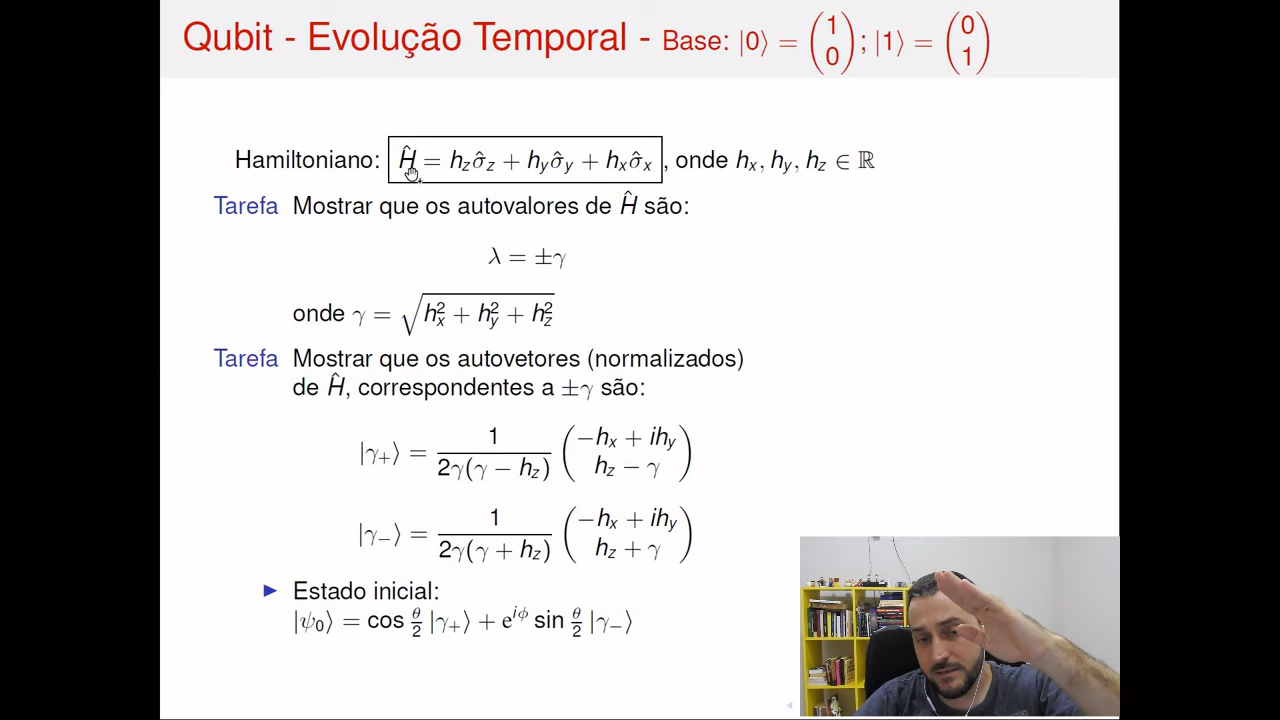 Qubit - Evolução Temporal - Base: |0⟩ = (1 0); |1⟩ = (0 1)
Hamiltoniano: Ĥ = h_z σ̂_z + h_y σ̂_y + h_x σ̂_x, onde h_x, h_y, h_z ∈ ℝ
Tarefa Mostrar que os autovalores de Ĥ são:
λ = ±γ
onde γ = √(h_x² + h_y² + h_z²)
Tarefa Mostrar que os autovetores (normalizados)
de Ĥ, correspondentes a ±γ são:
|γ₊⟩ = 1/(2γ(γ − h_z)) (−h_x + ih_y; h_z − γ)
|γ₋⟩ = 1/(2γ(γ + h_z)) (−h_x + ih_y; h_z + γ)
▶ Estado inicial:
|ψ₀⟩ = cos θ/2 |γ₊⟩ + e^{iϕ} sin θ/2 |γ₋⟩